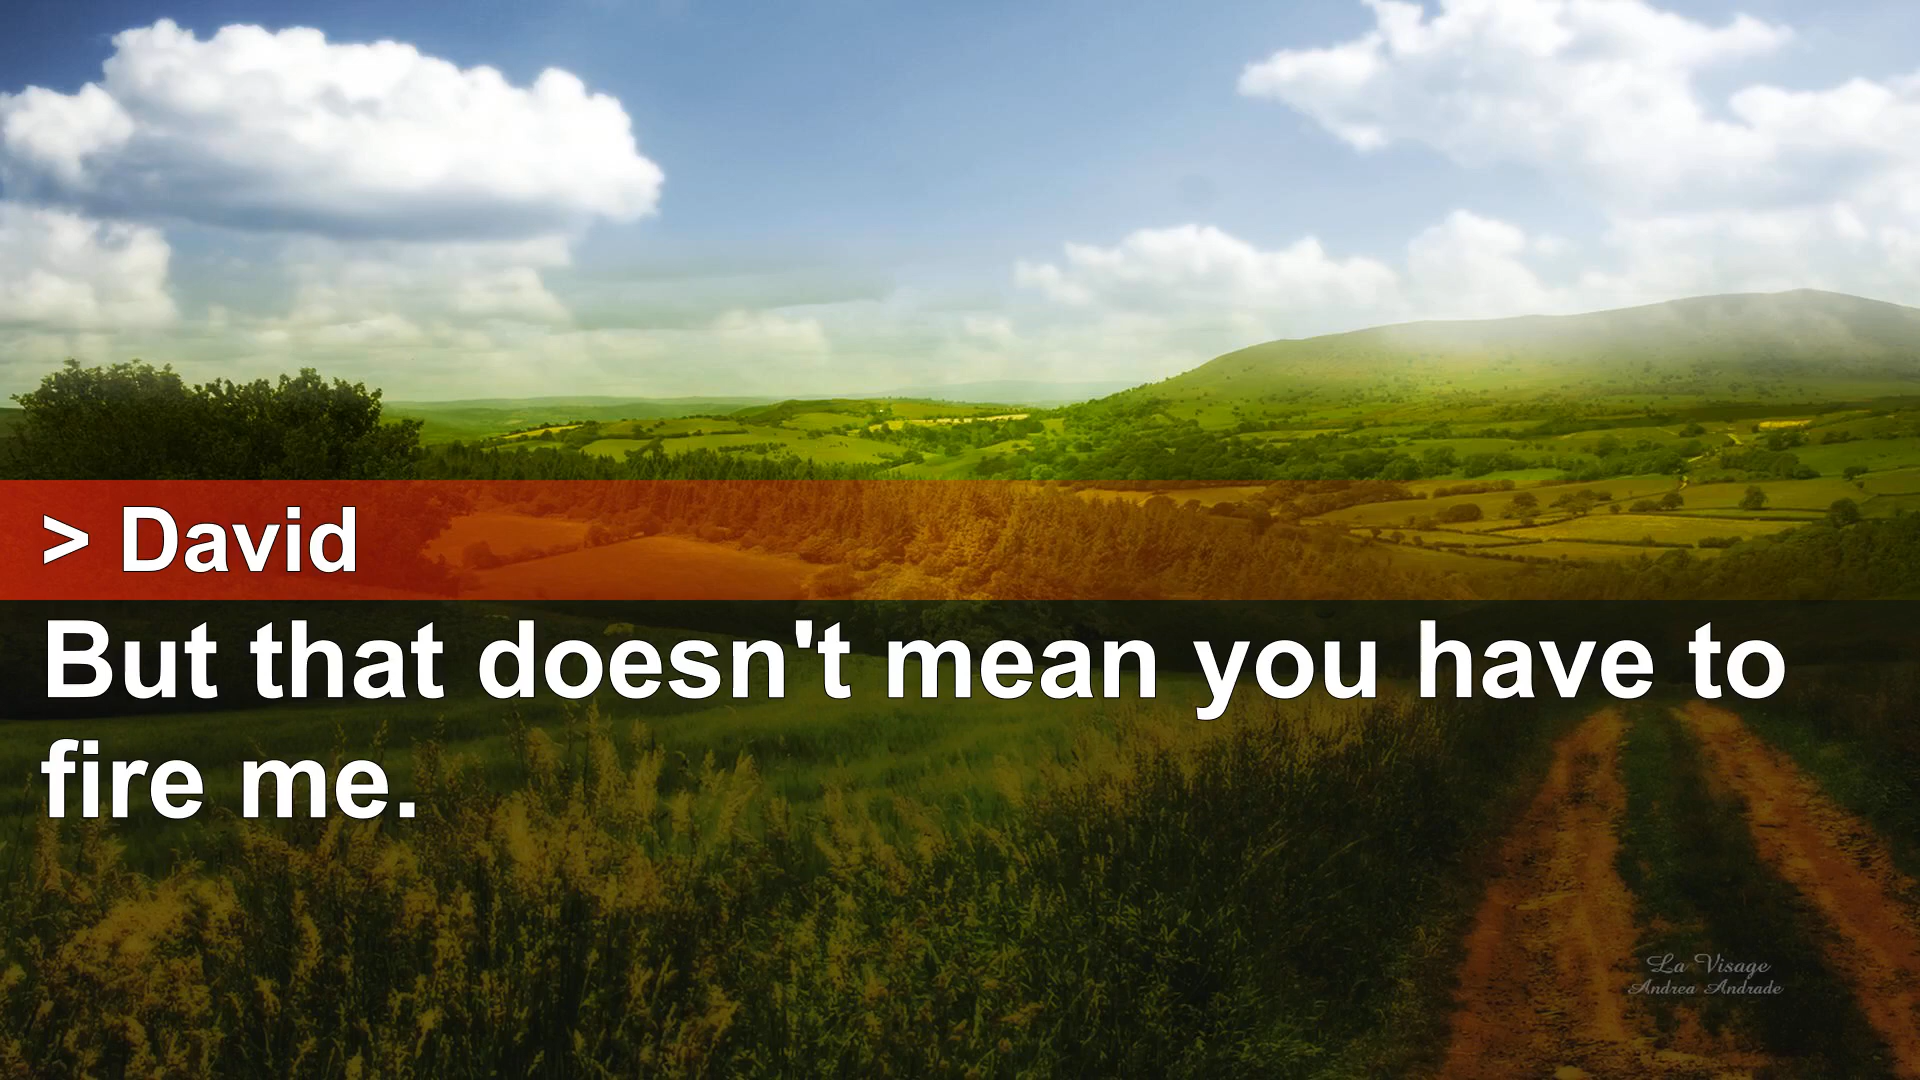 > David
But that doesn't mean you have to
fire me.
La Visage
Andrea Andrade